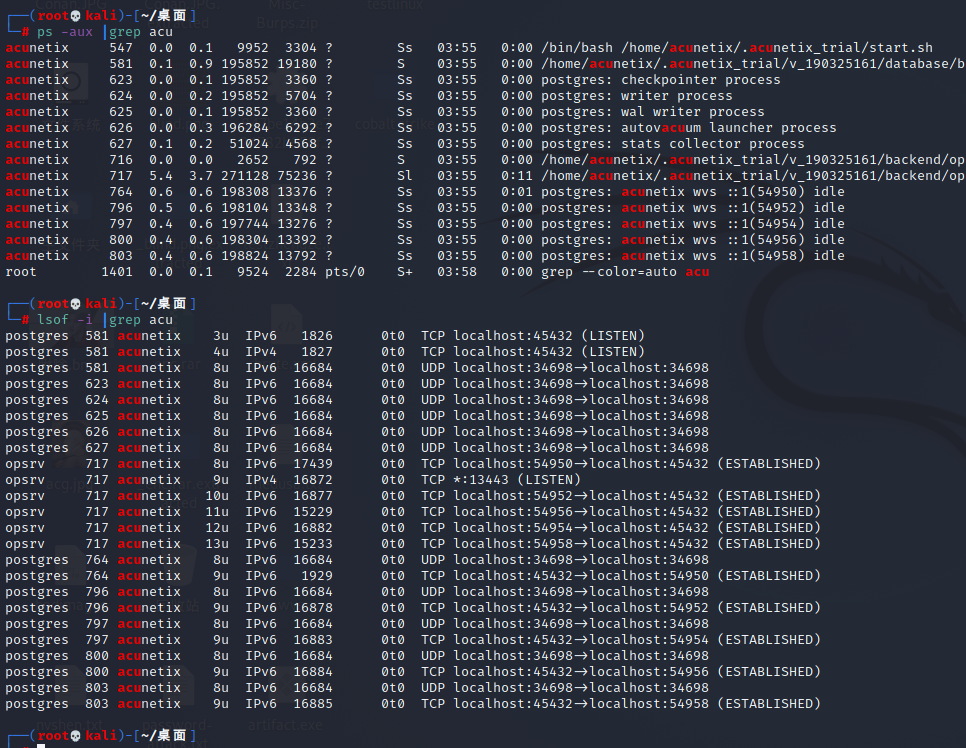 ┌──(root💀kali)-[~/桌面]
└─# ps -aux |grep acu
acunetix     547  0.0  0.1   9952  3304 ?        Ss   03:55   0:00 /bin/bash /home/acunetix/.acunetix_trial/start.sh
acunetix     581  0.1  0.9 195852 19180 ?        S    03:55   0:00 /home/acunetix/.acunetix_trial/v_190325161/database/b
acunetix     623  0.0  0.1 195852  3360 ?        Ss   03:55   0:00 postgres: checkpointer process
acunetix     624  0.0  0.2 195852  5704 ?        Ss   03:55   0:00 postgres: writer process
acunetix     625  0.0  0.1 195852  3360 ?        Ss   03:55   0:00 postgres: wal writer process
acunetix     626  0.0  0.3 196284  6292 ?        Ss   03:55   0:00 postgres: autovacuum launcher process
acunetix     627  0.1  0.2  51024  4568 ?        Ss   03:55   0:00 postgres: stats collector process
acunetix     716  0.0  0.0   2652   792 ?        S    03:55   0:00 /home/acunetix/.acunetix_trial/v_190325161/backend/op
acunetix     717  5.4  3.7 271128 75236 ?        Sl   03:55   0:11 /home/acunetix/.acunetix_trial/v_190325161/backend/op
acunetix     764  0.6  0.6 198308 13376 ?        Ss   03:55   0:01 postgres: acunetix wvs ::1(54950) idle
acunetix     796  0.5  0.6 198104 13348 ?        Ss   03:55   0:00 postgres: acunetix wvs ::1(54952) idle
acunetix     797  0.4  0.6 197744 13276 ?        Ss   03:55   0:00 postgres: acunetix wvs ::1(54954) idle
acunetix     800  0.4  0.6 198304 13392 ?        Ss   03:55   0:00 postgres: acunetix wvs ::1(54956) idle
acunetix     803  0.4  0.6 198824 13792 ?        Ss   03:55   0:00 postgres: acunetix wvs ::1(54958) idle
root        1401  0.0  0.1   9524  2284 pts/0    S+   03:58   0:00 grep --color=auto acu
┌──(root💀kali)-[~/桌面]
└─# lsof -i |grep acu
postgres  581 acunetix    3u  IPv6   1826      0t0  TCP localhost:45432 (LISTEN)
postgres  581 acunetix    4u  IPv4   1827      0t0  TCP localhost:45432 (LISTEN)
postgres  581 acunetix    8u  IPv6  16684      0t0  UDP localhost:34698->localhost:34698
postgres  623 acunetix    8u  IPv6  16684      0t0  UDP localhost:34698->localhost:34698
postgres  624 acunetix    8u  IPv6  16684      0t0  UDP localhost:34698->localhost:34698
postgres  625 acunetix    8u  IPv6  16684      0t0  UDP localhost:34698->localhost:34698
postgres  626 acunetix    8u  IPv6  16684      0t0  UDP localhost:34698->localhost:34698
postgres  627 acunetix    8u  IPv6  16684      0t0  UDP localhost:34698->localhost:34698
opsrv     717 acunetix    8u  IPv6  17439      0t0  TCP localhost:54950->localhost:45432 (ESTABLISHED)
opsrv     717 acunetix    9u  IPv4  16872      0t0  TCP *:13443 (LISTEN)
opsrv     717 acunetix   10u  IPv6  16877      0t0  TCP localhost:54952->localhost:45432 (ESTABLISHED)
opsrv     717 acunetix   11u  IPv6  15229      0t0  TCP localhost:54956->localhost:45432 (ESTABLISHED)
opsrv     717 acunetix   12u  IPv6  16882      0t0  TCP localhost:54954->localhost:45432 (ESTABLISHED)
opsrv     717 acunetix   13u  IPv6  15233      0t0  TCP localhost:54958->localhost:45432 (ESTABLISHED)
postgres  764 acunetix    8u  IPv6  16684      0t0  UDP localhost:34698->localhost:34698
postgres  764 acunetix    9u  IPv6   1929      0t0  TCP localhost:45432->localhost:54950 (ESTABLISHED)
postgres  796 acunetix    8u  IPv6  16684      0t0  UDP localhost:34698->localhost:34698
postgres  796 acunetix    9u  IPv6  16878      0t0  TCP localhost:45432->localhost:54952 (ESTABLISHED)
postgres  797 acunetix    8u  IPv6  16684      0t0  UDP localhost:34698->localhost:34698
postgres  797 acunetix    9u  IPv6  16883      0t0  TCP localhost:45432->localhost:54954 (ESTABLISHED)
postgres  800 acunetix    8u  IPv6  16684      0t0  UDP localhost:34698->localhost:34698
postgres  800 acunetix    9u  IPv6  16884      0t0  TCP localhost:45432->localhost:54956 (ESTABLISHED)
postgres  803 acunetix    8u  IPv6  16684      0t0  UDP localhost:34698->localhost:34698
postgres  803 acunetix    9u  IPv6  16885      0t0  TCP localhost:45432->localhost:54958 (ESTABLISHED)
┌──(root💀kali)-[~/桌面]